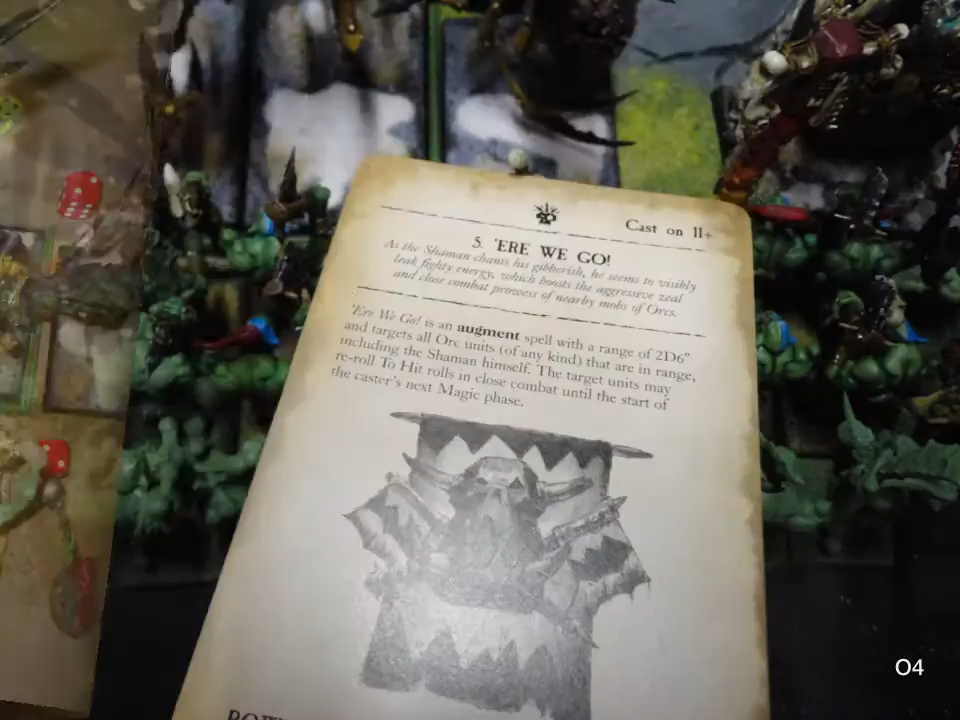 Cast on 11+
5. 'ERE WE GO!
As the Shaman chants his gibberish, he seems to visibly
leak fighty energy, which boosts the aggressive zeal
and close combat prowess of nearby mobs of Orcs.
'Ere We Go! is an augment spell with a range of 2D6"
and targets all Orc units (of any kind) that are in range,
including the Shaman himself. The target units may
re-roll To Hit rolls in close combat until the start of
the caster's next Magic phase.
O4